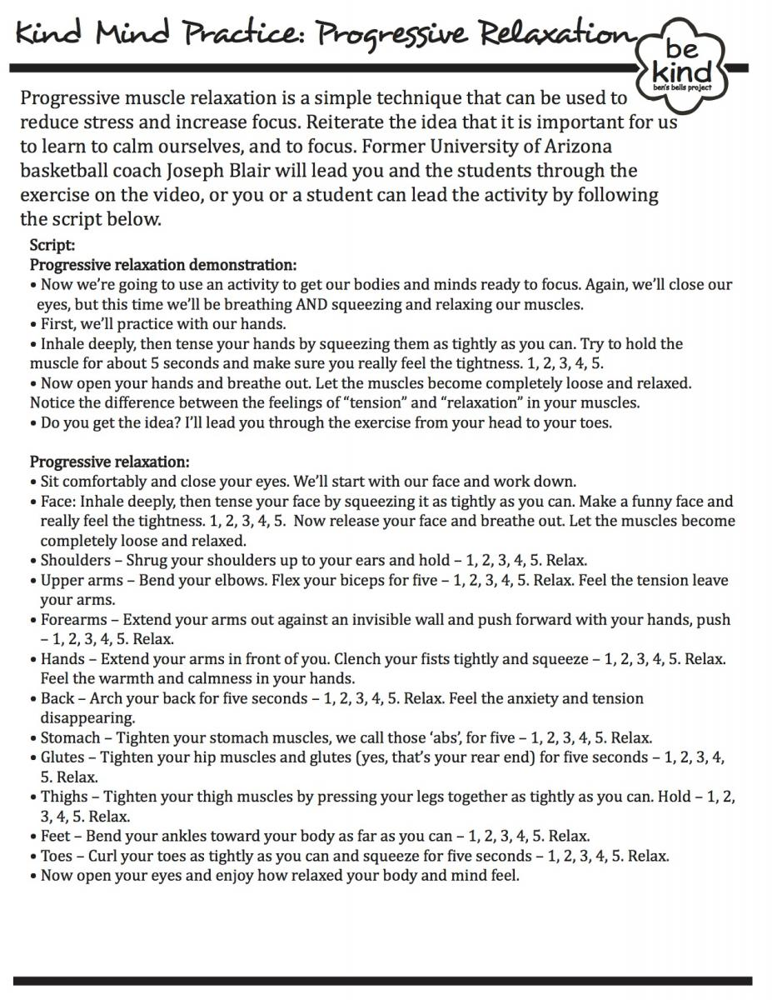 Kind Mind Practice: Progressive Relaxation
be
kind
ben's bells project
Progressive muscle relaxation is a simple technique that can be used to
reduce stress and increase focus. Reiterate the idea that it is important for us
to learn to calm ourselves, and to focus. Former University of Arizona
basketball coach Joseph Blair will lead you and the students through the
exercise on the video, or you or a student can lead the activity by following
the script below.
Script:
Progressive relaxation demonstration:
• Now we're going to use an activity to get our bodies and minds ready to focus. Again, we'll close our
eyes, but this time we'll be breathing AND squeezing and relaxing our muscles.
• First, we'll practice with our hands.
• Inhale deeply, then tense your hands by squeezing them as tightly as you can. Try to hold the
muscle for about 5 seconds and make sure you really feel the tightness. 1, 2, 3, 4, 5.
• Now open your hands and breathe out. Let the muscles become completely loose and relaxed.
Notice the difference between the feelings of “tension” and “relaxation” in your muscles.
• Do you get the idea? I'll lead you through the exercise from your head to your toes.
Progressive relaxation:
• Sit comfortably and close your eyes. We'll start with our face and work down.
• Face: Inhale deeply, then tense your face by squeezing it as tightly as you can. Make a funny face and
really feel the tightness. 1, 2, 3, 4, 5.  Now release your face and breathe out. Let the muscles become
completely loose and relaxed.
• Shoulders – Shrug your shoulders up to your ears and hold – 1, 2, 3, 4, 5. Relax.
• Upper arms – Bend your elbows. Flex your biceps for five – 1, 2, 3, 4, 5. Relax. Feel the tension leave
your arms.
• Forearms – Extend your arms out against an invisible wall and push forward with your hands, push
– 1, 2, 3, 4, 5. Relax.
• Hands – Extend your arms in front of you. Clench your fists tightly and squeeze – 1, 2, 3, 4, 5. Relax.
Feel the warmth and calmness in your hands.
• Back – Arch your back for five seconds – 1, 2, 3, 4, 5. Relax. Feel the anxiety and tension
disappearing.
• Stomach – Tighten your stomach muscles, we call those ‘abs’, for five – 1, 2, 3, 4, 5. Relax.
• Glutes – Tighten your hip muscles and glutes (yes, that's your rear end) for five seconds – 1, 2, 3, 4,
5. Relax.
• Thighs – Tighten your thigh muscles by pressing your legs together as tightly as you can. Hold – 1, 2,
3, 4, 5. Relax.
• Feet – Bend your ankles toward your body as far as you can – 1, 2, 3, 4, 5. Relax.
• Toes – Curl your toes as tightly as you can and squeeze for five seconds – 1, 2, 3, 4, 5. Relax.
• Now open your eyes and enjoy how relaxed your body and mind feel.